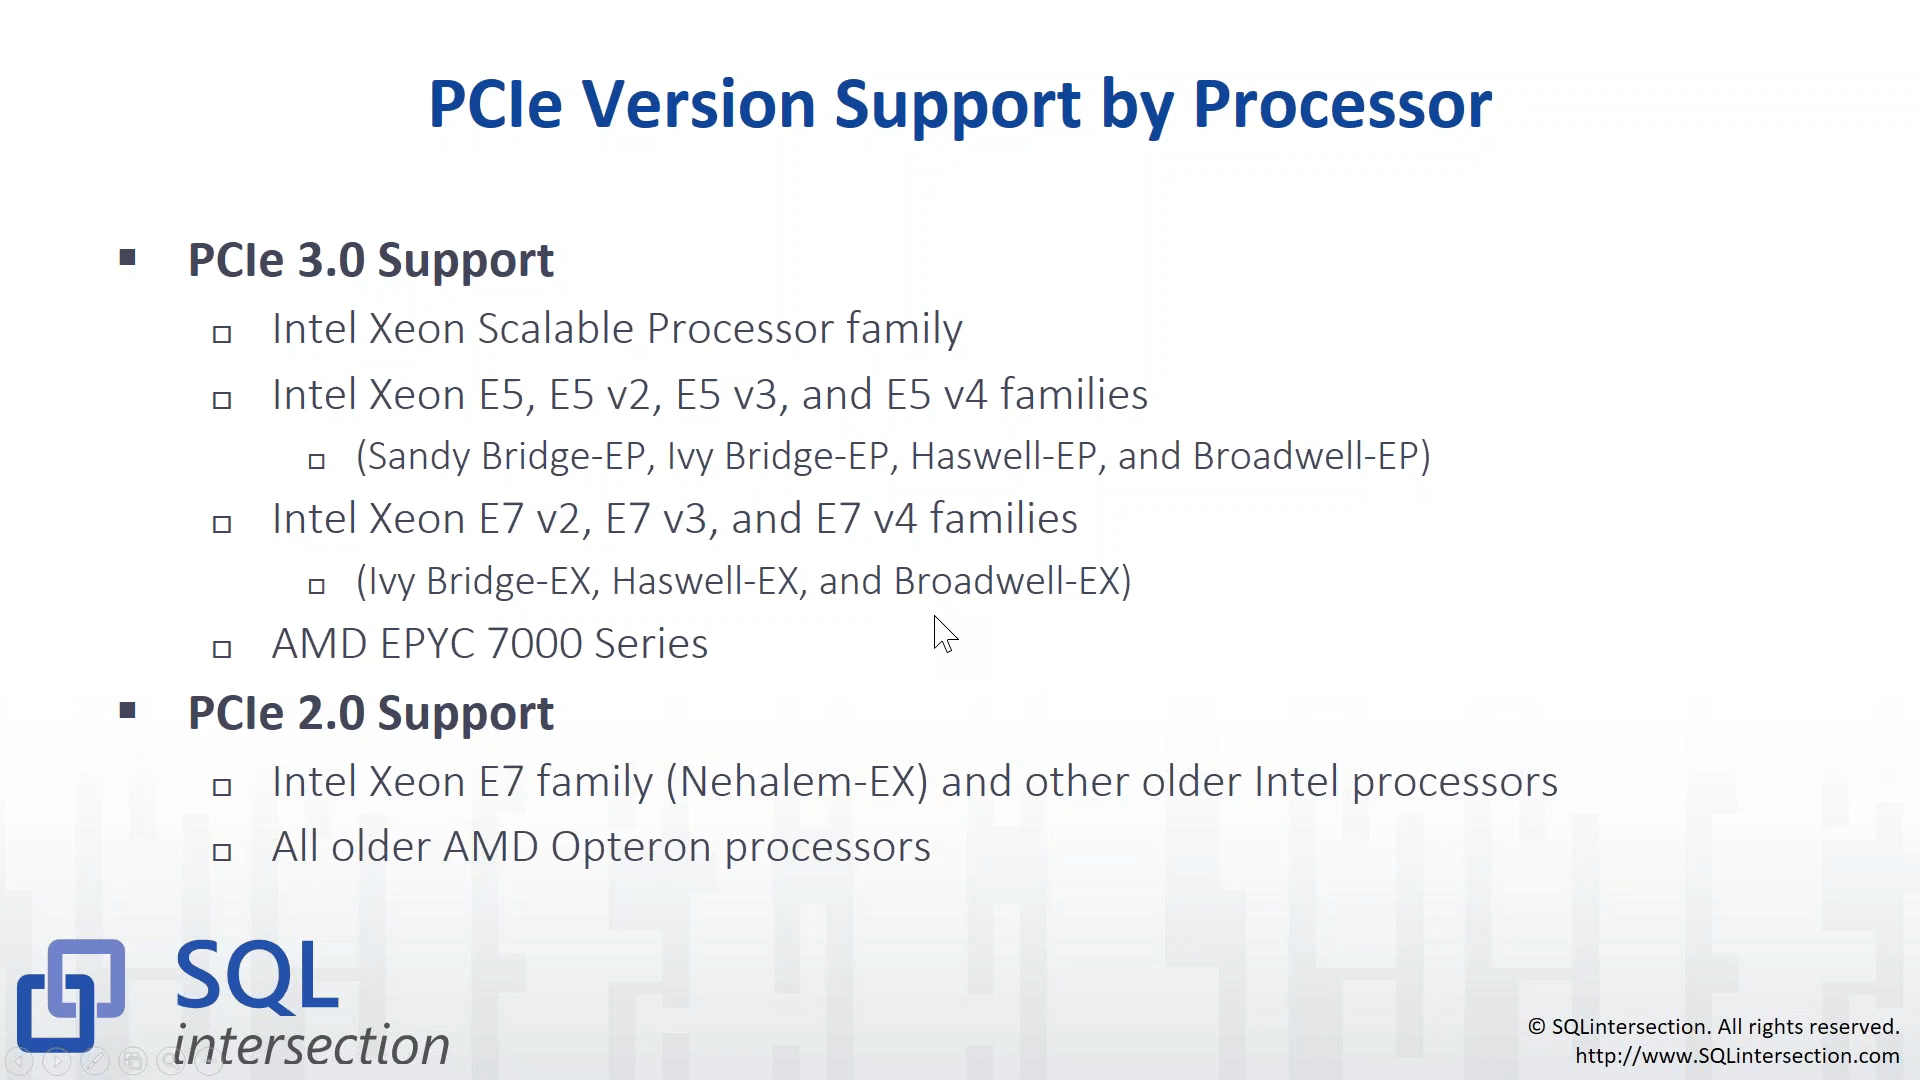 PCIe Version Support by Processor
PCIe 3.0 Support
Intel Xeon Scalable Processor family
Intel Xeon E5, E5 v2, E5 v3, and E5 v4 families
(Sandy Bridge-EP, Ivy Bridge-EP, Haswell-EP, and Broadwell-EP)
Intel Xeon E7 v2, E7 v3, and E7 v4 families
(Ivy Bridge-EX, Haswell-EX, and Broadwell-EX)
AMD EPYC 7000 Series
PCIe 2.0 Support
Intel Xeon E7 family (Nehalem-EX) and other older Intel processors
All older AMD Opteron processors
SQL
intersection
© SQLintersection. All rights reserved.
http://www.SQLintersection.com